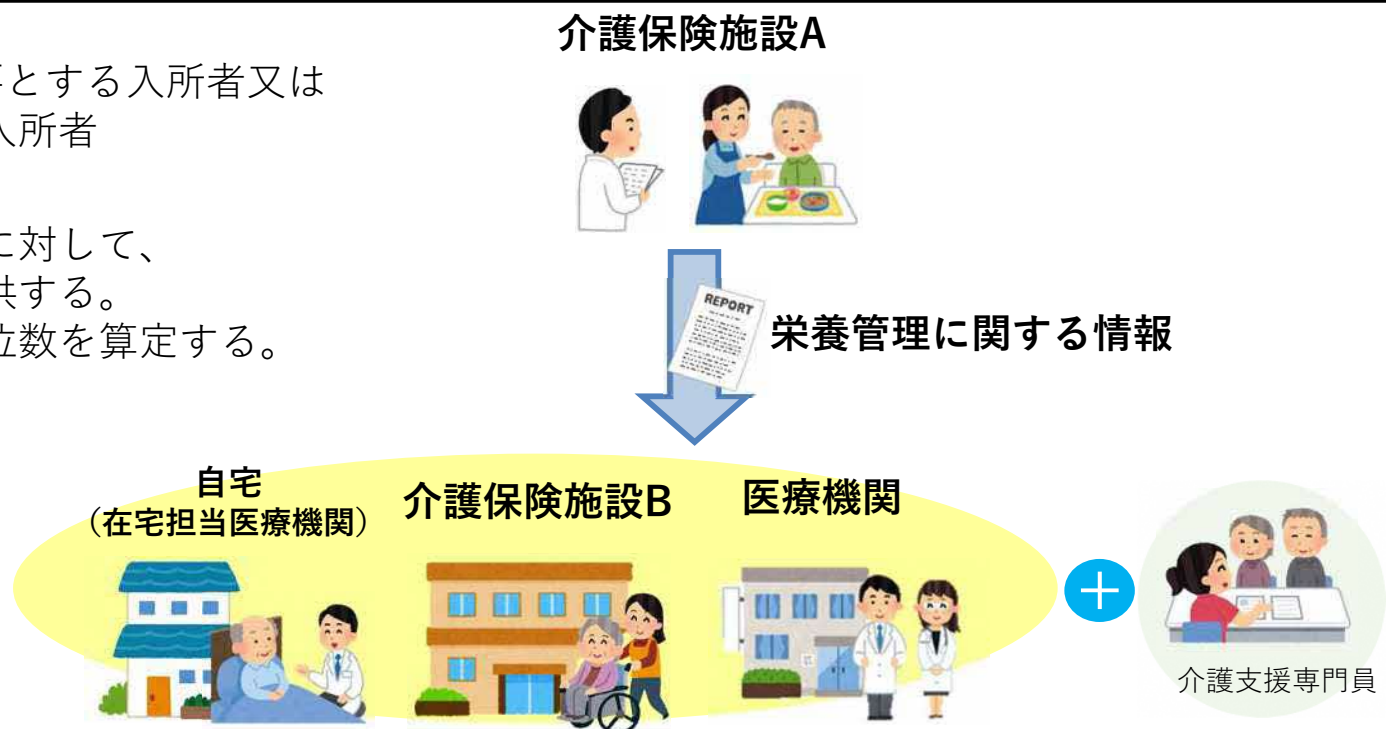 介護保険施設A
要とする入所者又は
入所者
に対して、
供する。
位数を算定する。
REPORT
栄養管理に関する情報
自宅
（在宅担当医療機関）
介護保険施設B
医療機関
＋
介護支援専門員